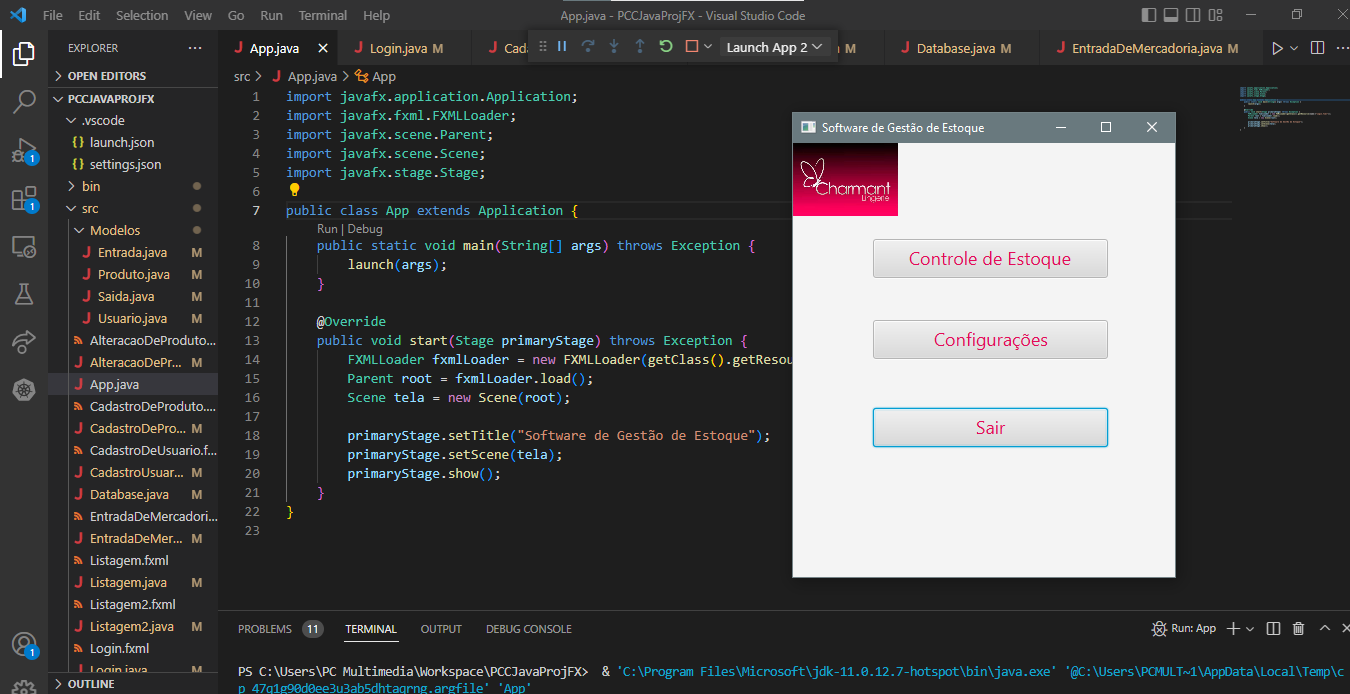 File Edit Selection View Go Run Terminal Help
App.java - PCCJavaProjFX - Visual Studio Code
EXPLORER
OPEN EDITORS
PCCJAVAPROJFX
.vscode
{} launch.json
{} settings.json
bin
src
Modelos
J Entrada.java M
J Produto.java M
J Saida.java M
J Usuario.java M
AlteracaoDeProduto...
J AlteracaoDePr... M
J App.java
CadastroDeProduto....
J CadastroDePro... M
CadastroDeUsuario.f...
J CadastroUsuar... M
J Database.java M
EntradaDeMercadori...
J EntradaDeMer... M
Listagem.fxml
J Listagem.java M
Listagem2.fxml
J Listagem2.java M
Login.fxml
J Login.java M
OUTLINE
1
1
1
J App.java
J Login.java M
J Cad
Launch App 2
M
J Database.java M
J EntradaDeMercadoria.java M
src > J App.java > App
1 import javafx.application.Application;
2 import javafx.fxml.FXMLLoader;
3 import javafx.scene.Parent;
4 import javafx.scene.Scene;
5 import javafx.stage.Stage;
6
7 public class App extends Application {
Run | Debug
8 public static void main(String[] args) throws Exception {
9 launch(args);
10 }
11
12 @Override
13 public void start(Stage primaryStage) throws Exception {
14 FXMLLoader fxmlLoader = new FXMLLoader(getClass().getResou
15 Parent root = fxmlLoader.load();
16 Scene tela = new Scene(root);
17
18 primaryStage.setTitle("Software de Gestão de Estoque");
19 primaryStage.setScene(tela);
20 primaryStage.show();
21 }
22 }
23
Software de Gestão de Estoque
Charmant
Lingerie
Controle de Estoque
Configurações
Sair
PROBLEMS 11 TERMINAL OUTPUT DEBUG CONSOLE
Run: App
PS C:\Users\PC Multimedia\Workspace\PCCJavaProjFX> & 'C:\Program Files\Microsoft\jdk-11.0.12.7-hotspot\bin\java.exe' '@C:\Users\PCMULT~1\AppData\Local\Temp\c
p_47q1g90d0ee3u3ab5dhtaqrng.argfile' 'App'